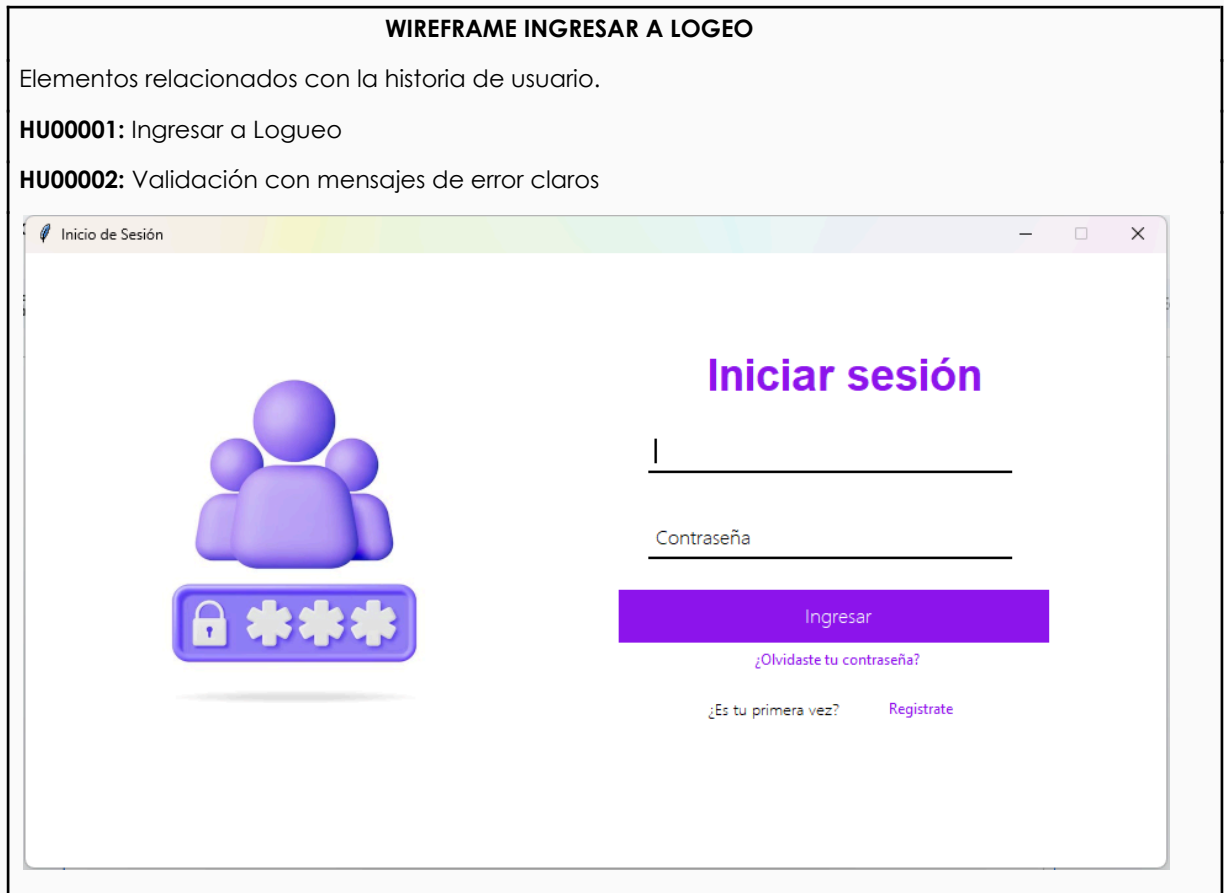 WIREFRAME INGRESAR A LOGEO
Elementos relacionados con la historia de usuario.
HU00001: Ingresar a Logueo
HU00002: Validación con mensajes de error claros
Inicio de Sesión
Iniciar sesión
Contraseña
Ingresar
¿Olvidaste tu contraseña?
¿Es tu primera vez? Registrate